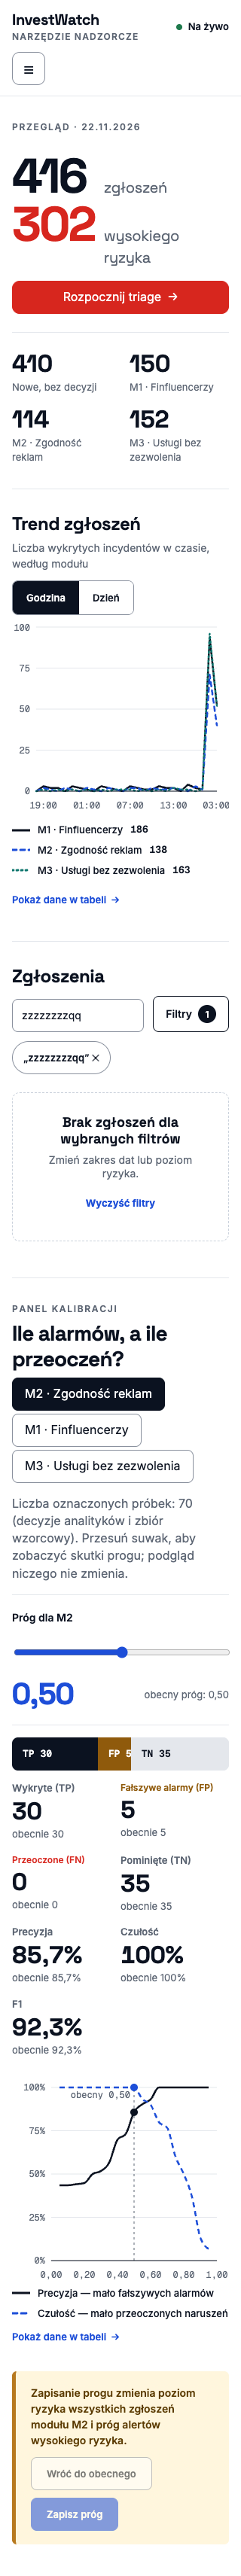 InvestWatch
NARZĘDZIE NADZORCZE
Na żywo
PRZEGLĄD · 22.11.2026
416 zgłoszeń
302 wysokiego
ryzyka
Rozpocznij triage →
410 150
Nowe, bez decyzji M1 · Finfluencerzy
114 152
M2 · Zgodność M3 · Usługi bez
reklam zezwolenia
Trend zgłoszeń
Liczba wykrytych incydentów w czasie,
według modułu
Godzina Dzień
100
75
50
25
0
19:00 01:00 07:00 13:00 03:00
M1 · Finfluencerzy 186
M2 · Zgodność reklam 138
M3 · Usługi bez zezwolenia 163
Pokaż dane w tabeli →
Zgłoszenia
zzzzzzzzqq Filtry 1
„zzzzzzzzqq” ×
Brak zgłoszeń dla
wybranych filtrów
Zmień zakres dat lub poziom
ryzyka.
Wyczyść filtry
PANEL KALIBRACJI
Ile alarmów, a ile
przeoczeń?
M2 · Zgodność reklam
M1 · Finfluencerzy
M3 · Usługi bez zezwolenia
Liczba oznaczonych próbek: 70
(decyzje analityków i zbiór
wzorcowy). Przesuń suwak, aby
zobaczyć skutki progu; podgląd
niczego nie zmienia.
Próg dla M2
0,50 obecny próg: 0,50
TP 30 FP 5 TN 35
Wykryte (TP) Fałszywe alarmy (FP)
30 5
obecnie 30 obecnie 5
Przeoczone (FN) Pominięte (TN)
0 35
obecnie 0 obecnie 35
Precyzja Czułość
85,7% 100%
obecnie 85,7% obecnie 100%
F1
92,3%
obecnie 92,3%
100%
obecny 0,50
75%
50%
25%
0%
0,00 0,20 0,40 0,60 0,80 1,00
Precyzja — mało fałszywych alarmów
Czułość — mało przeoczonych naruszeń
Pokaż dane w tabeli →
Zapisanie progu zmienia poziom
ryzyka wszystkich zgłoszeń
modułu M2 i próg alertów
wysokiego ryzyka.
Wróć do obecnego
Zapisz próg